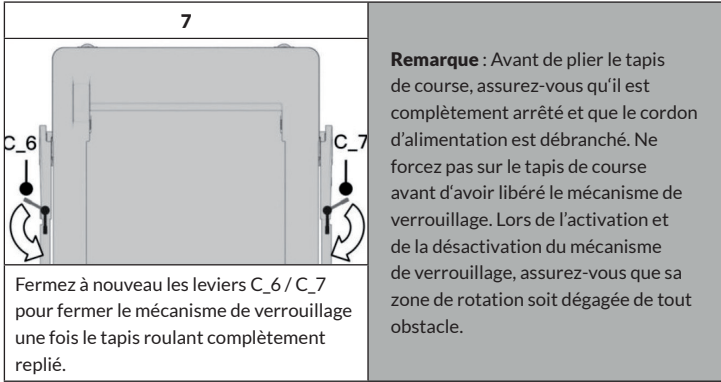 7
C_6
C_7
Fermez à nouveau les leviers C_6 / C_7
pour fermer le mécanisme de verrouillage
une fois le tapis roulant complètement
replié.
Remarque : Avant de plier le tapis
de course, assurez-vous qu‘il est
complètement arrêté et que le cordon
d’alimentation est débranché. Ne
forcez pas sur le tapis de course
avant d‘avoir libéré le mécanisme de
verrouillage. Lors de l’activation et
de la désactivation du mécanisme
de verrouillage, assurez-vous que sa
zone de rotation soit dégagée de tout
obstacle.